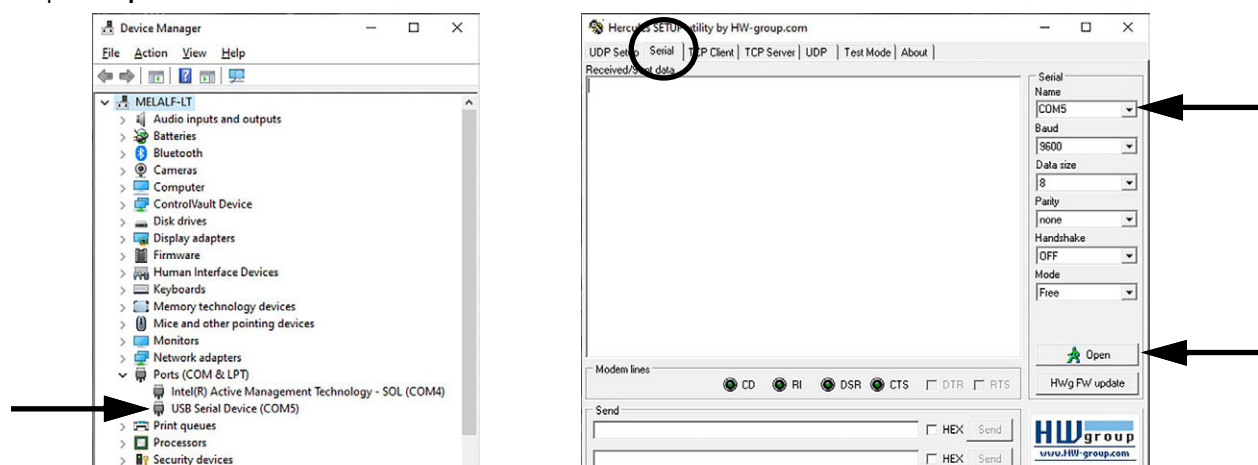 Device Manager
File Action View Help
MELALF-LT
Audio inputs and outputs
Batteries
Bluetooth
Cameras
Computer
ControlVault Device
Disk drives
Display adapters
Firmware
Human Interface Devices
Keyboards
Memory technology devices
Mice and other pointing devices
Monitors
Network adapters
Ports (COM & LPT)
Intel(R) Active Management Technology - SOL (COM4)
USB Serial Device (COM5)
Print queues
Processors
Security devices
Hercules SETUP utility by HW-group.com
UDP Setup Serial TCP Client TCP Server UDP Test Mode About
Received/Sent data
Serial
Name
COM5
Baud
9600
Data size
8
Parity
none
Handshake
OFF
Mode
Free
Open
HWg FW update
Modem lines
CD RI DSR CTS DTR RTS
Send
HEX Send
HEX Send
HW group
www.HW-group.com